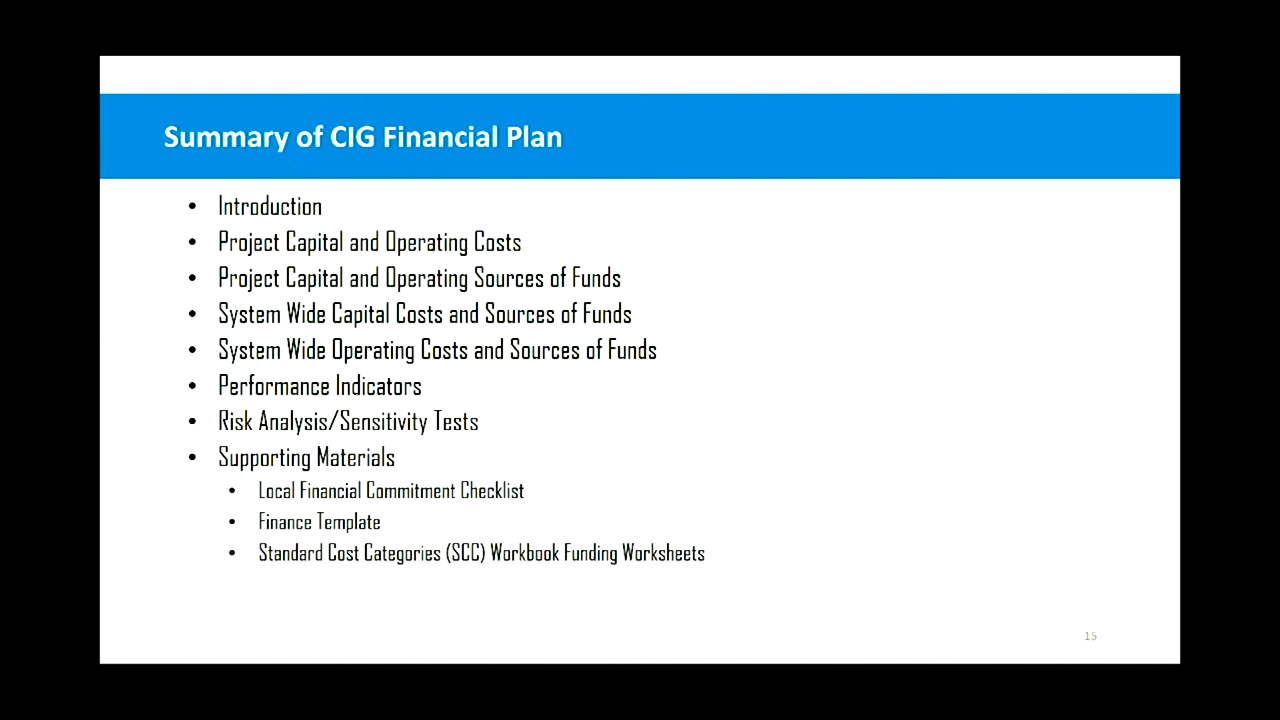 Summary of CIG Financial Plan
• Introduction
• Project Capital and Operating Costs
• Project Capital and Operating Sources of Funds
• System Wide Capital Costs and Sources of Funds
• System Wide Operating Costs and Sources of Funds
• Performance Indicators
• Risk Analysis/Sensitivity Tests
• Supporting Materials
• Local Financial Commitment Checklist
• Finance Template
• Standard Cost Categories (SCC) Workbook Funding Worksheets
15